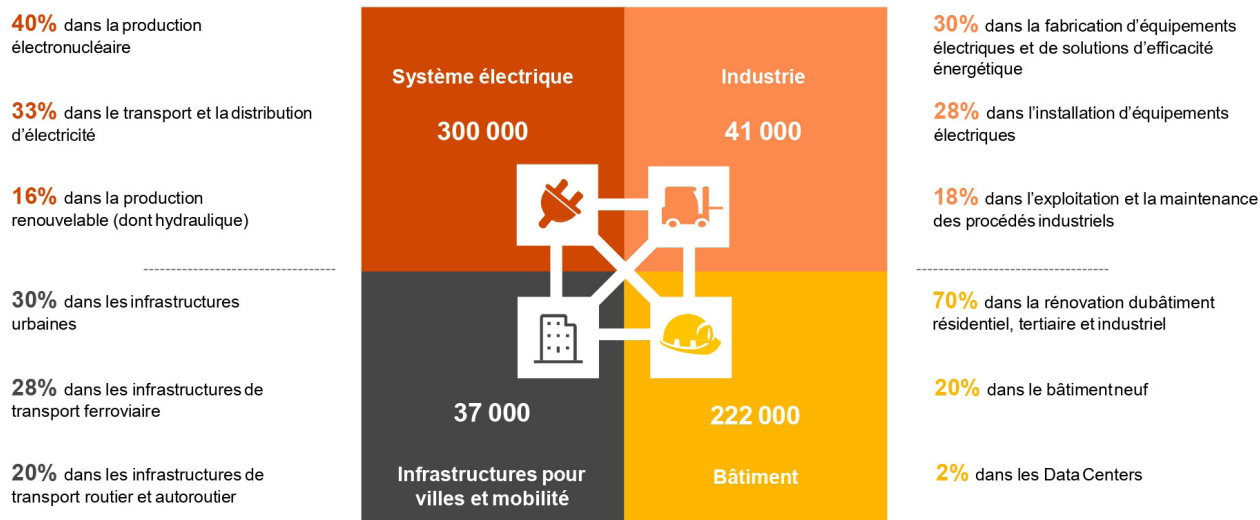 40% dans la production
électronucléaire
33% dans le transport et la distribution
d'électricité
16% dans la production
renouvelable (dont hydraulique)
Système électrique
300 000
Industrie
41 000
30% dans la fabrication d'équipements
électriques et de solutions d'efficacité
énergétique
28% dans l'installation d'équipements
électriques
18% dans l'exploitation et la maintenance
des procédés industriels
30% dans les infrastructures
urbaines
28% dans les infrastructures de
transport ferroviaire
20% dans les infrastructures de
transport routier et autoroutier
37 000
Infrastructures pour
villes et mobilité
222 000
Bâtiment
70% dans la rénovation du bâtiment
résidentiel, tertiaire et industriel
20% dans le bâtiment neuf
2% dans les Data Centers